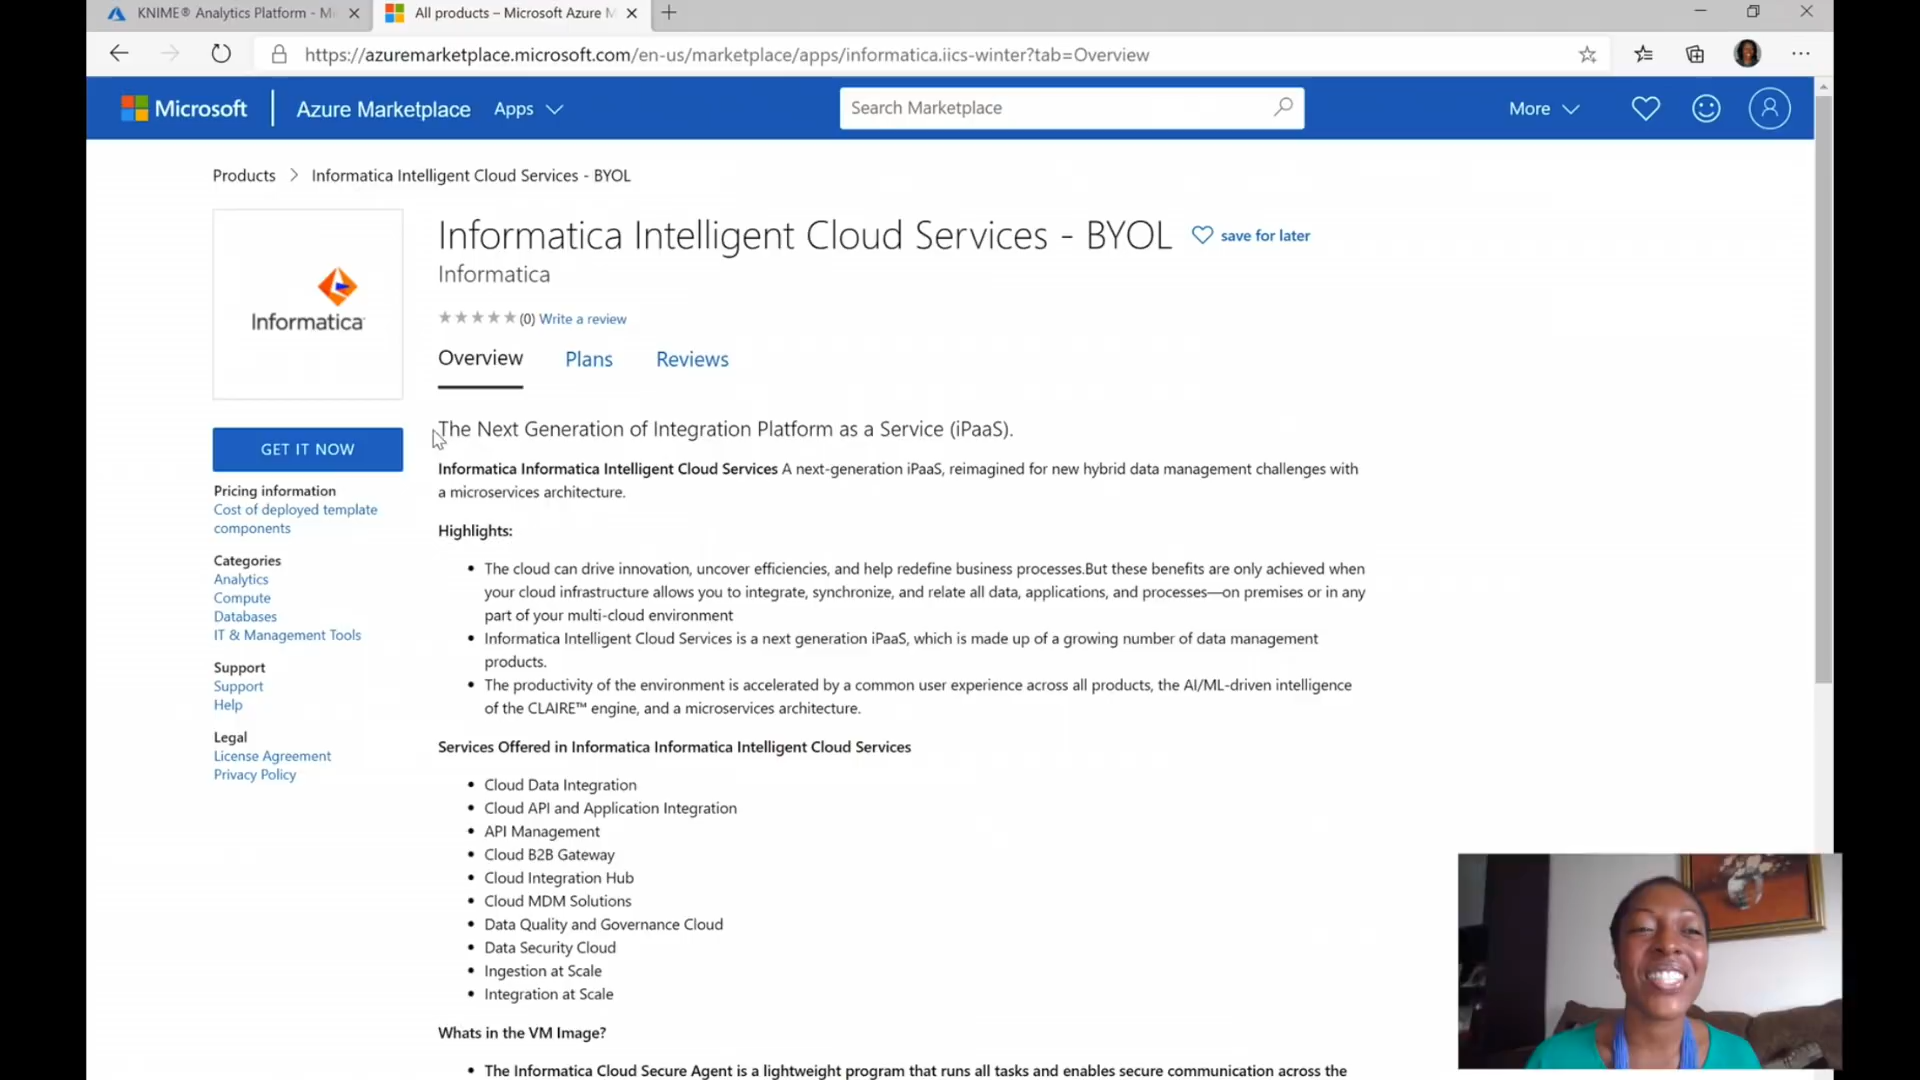 KNIME® Analytics Platform - M
All products – Microsoft Azure M
https://azuremarketplace.microsoft.com/en-us/marketplace/apps/informatica.iics-winter?tab=Overview
Microsoft
Azure Marketplace
Apps
Search Marketplace
More
Products > Informatica Intelligent Cloud Services - BYOL
Informatica
Informatica Intelligent Cloud Services - BYOL
save for later
Informatica
(0) Write a review
Overview
Plans
Reviews
GET IT NOW
Pricing information
Cost of deployed template
components
Categories
Analytics
Compute
Databases
IT & Management Tools
Support
Support
Help
Legal
License Agreement
Privacy Policy
The Next Generation of Integration Platform as a Service (iPaaS).
Informatica Informatica Intelligent Cloud Services A next-generation iPaaS, reimagined for new hybrid data management challenges with
a microservices architecture.
Highlights:
• The cloud can drive innovation, uncover efficiencies, and help redefine business processes.But these benefits are only achieved when
your cloud infrastructure allows you to integrate, synchronize, and relate all data, applications, and processes—on premises or in any
part of your multi-cloud environment
• Informatica Intelligent Cloud Services is a next generation iPaaS, which is made up of a growing number of data management
products.
• The productivity of the environment is accelerated by a common user experience across all products, the AI/ML-driven intelligence
of the CLAIRE™ engine, and a microservices architecture.
Services Offered in Informatica Informatica Intelligent Cloud Services
• Cloud Data Integration
• Cloud API and Application Integration
• API Management
• Cloud B2B Gateway
• Cloud Integration Hub
• Cloud MDM Solutions
• Data Quality and Governance Cloud
• Data Security Cloud
• Ingestion at Scale
• Integration at Scale
Whats in the VM Image?
• The Informatica Cloud Secure Agent is a lightweight program that runs all tasks and enables secure communication across the